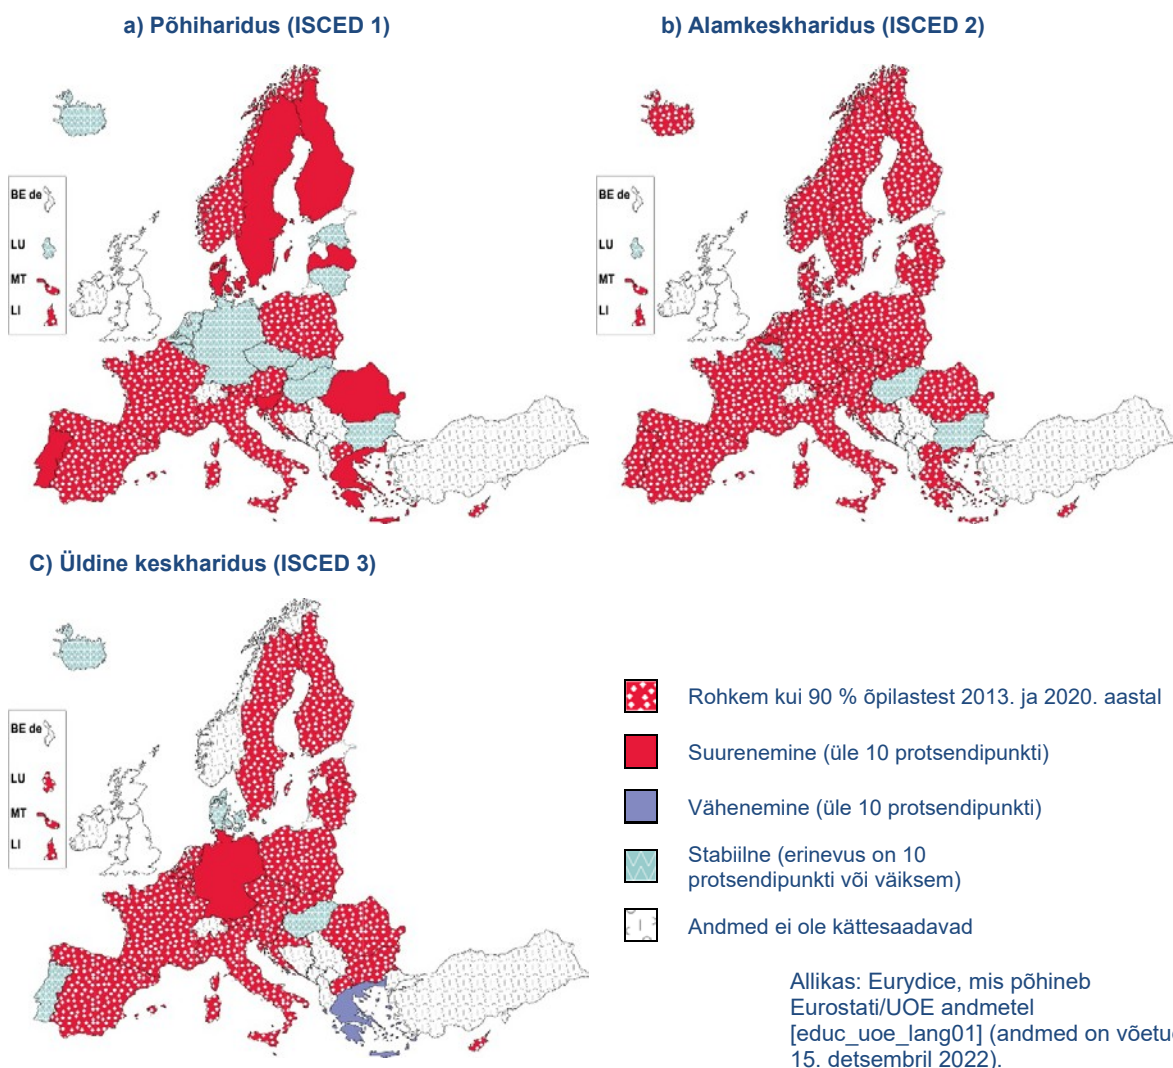 a) Põhiharidus (ISCED 1)
b) Alamkeskharidus (ISCED 2)
BE de
LU
MT
LI
BE de
LU
MT
LI
C) Üldine keskharidus (ISCED 3)
BE de
LU
MT
LI
Rohkem kui 90 % õpilastest 2013. ja 2020. aastal
Suurenemine (üle 10 protsendipunkti)
Vähenemine (üle 10 protsendipunkti)
Stabiilne (erinevus on 10
protsendipunkti või väiksem)
Andmed ei ole kättesaadavad
Allikas: Eurydice, mis põhineb
Eurostati/UOE andmetel
[educ_uoe_lang01] (andmed on võetud
15. detsembril 2022).